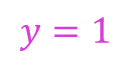 y = 1